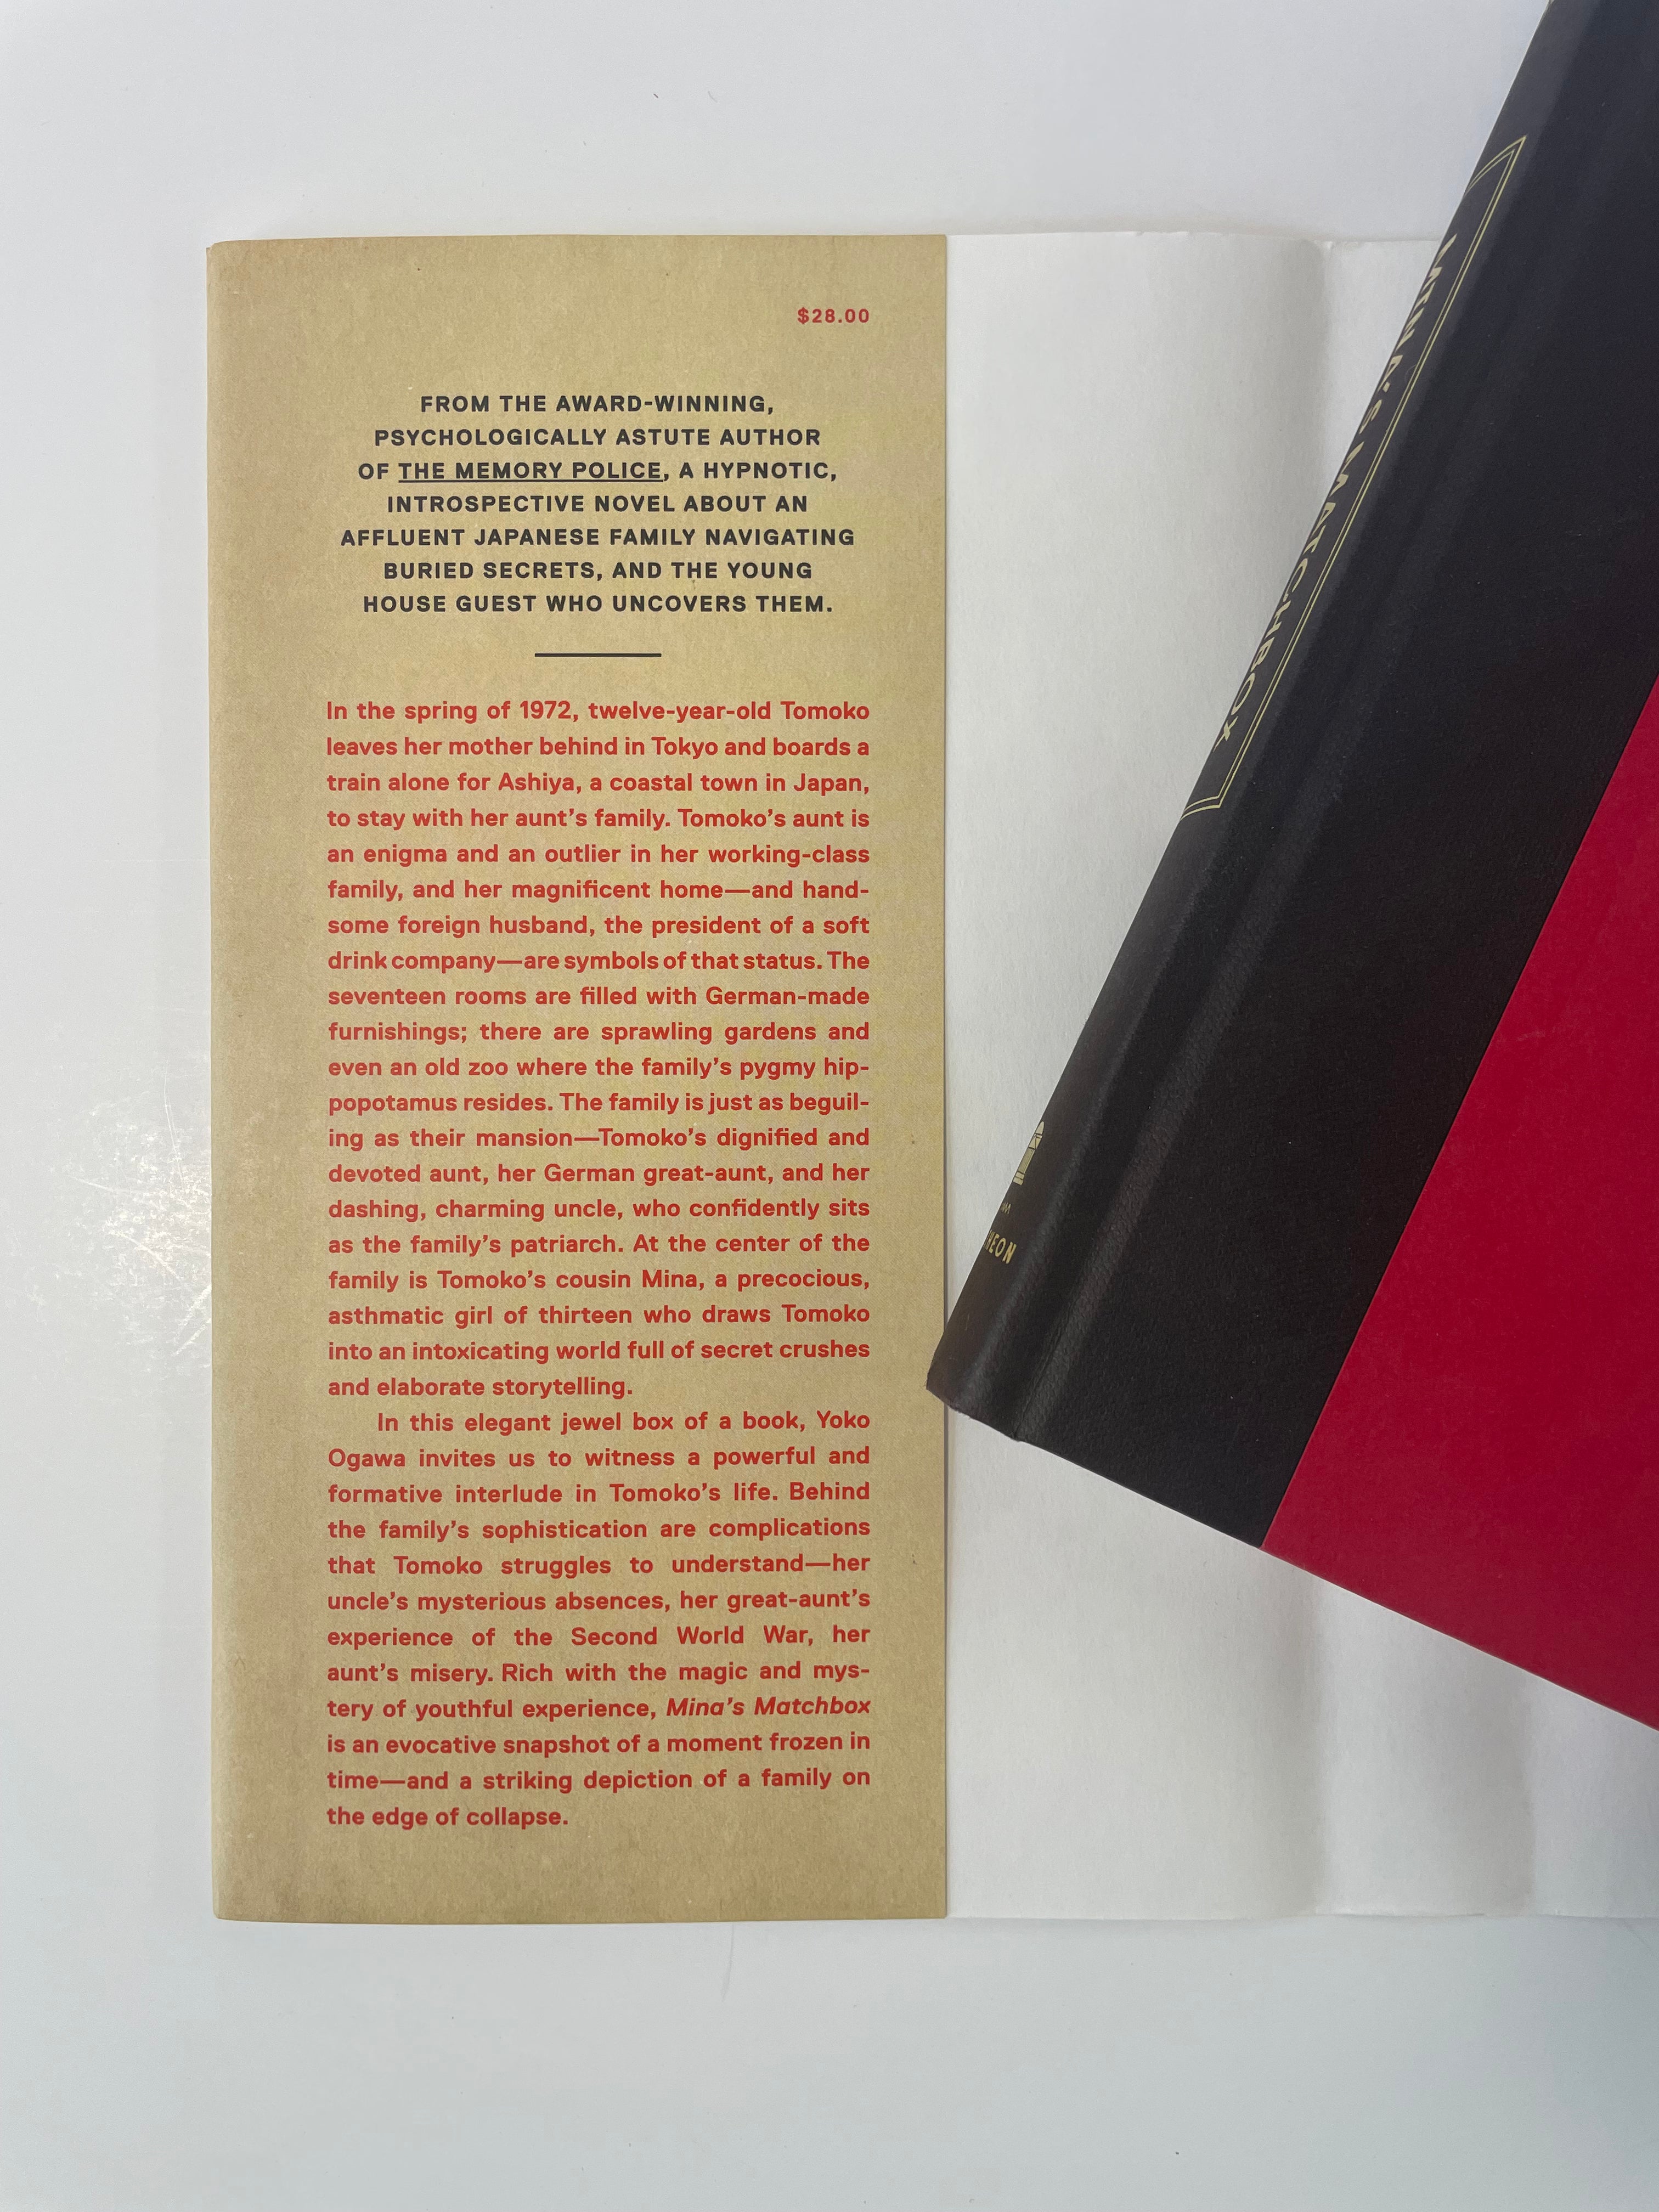 $28.00
FROM THE AWARD-WINNING,
PSYCHOLOGICALLY ASTUTE AUTHOR
OF THE MEMORY POLICE, A HYPNOTIC,
INTROSPECTIVE NOVEL ABOUT AN
AFFLUENT JAPANESE FAMILY NAVIGATING
BURIED SECRETS, AND THE YOUNG
HOUSE GUEST WHO UNCOVERS THEM.
In the spring of 1972, twelve-year-old Tomoko
leaves her mother behind in Tokyo and boards a
train alone for Ashiya, a coastal town in Japan,
to stay with her aunt’s family. Tomoko’s aunt is
an enigma and an outlier in her working-class
family, and her magnificent home—and hand-
some foreign husband, the president of a soft
drink company—are symbols of that status. The
seventeen rooms are filled with German-made
furnishings; there are sprawling gardens and
even an old zoo where the family’s pygmy hip-
popotamus resides. The family is just as beguil-
ing as their mansion—Tomoko’s dignified and
devoted aunt, her German great-aunt, and her
dashing, charming uncle, who confidently sits
as the family’s patriarch. At the center of the
family is Tomoko’s cousin Mina, a precocious,
asthmatic girl of thirteen who draws Tomoko
into an intoxicating world full of secret crushes
and elaborate storytelling.
In this elegant jewel box of a book, Yoko
Ogawa invites us to witness a powerful and
formative interlude in Tomoko’s life. Behind
the family’s sophistication are complications
that Tomoko struggles to understand—her
uncle’s mysterious absences, her great-aunt’s
experience of the Second World War, her
aunt’s misery. Rich with the magic and mys-
tery of youthful experience, Mina’s Matchbox
is an evocative snapshot of a moment frozen in
time—and a striking depiction of a family on
the edge of collapse.
MINA'S MATCHBOX
HEON